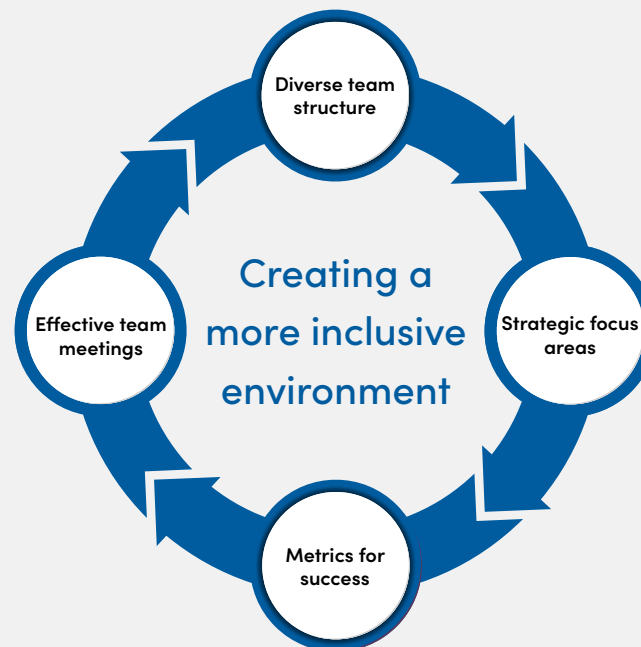 Diverse team
structure
Strategic focus
areas
Metrics for
success
Effective team
meetings
Creating a
more inclusive
environment